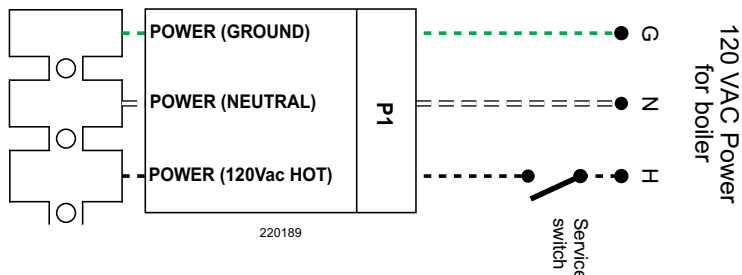 POWER (GROUND)
G
POWER (NEUTRAL)
P1
N
POWER (120Vac HOT)
H
220189
Service
switch
120 VAC Power
for boiler